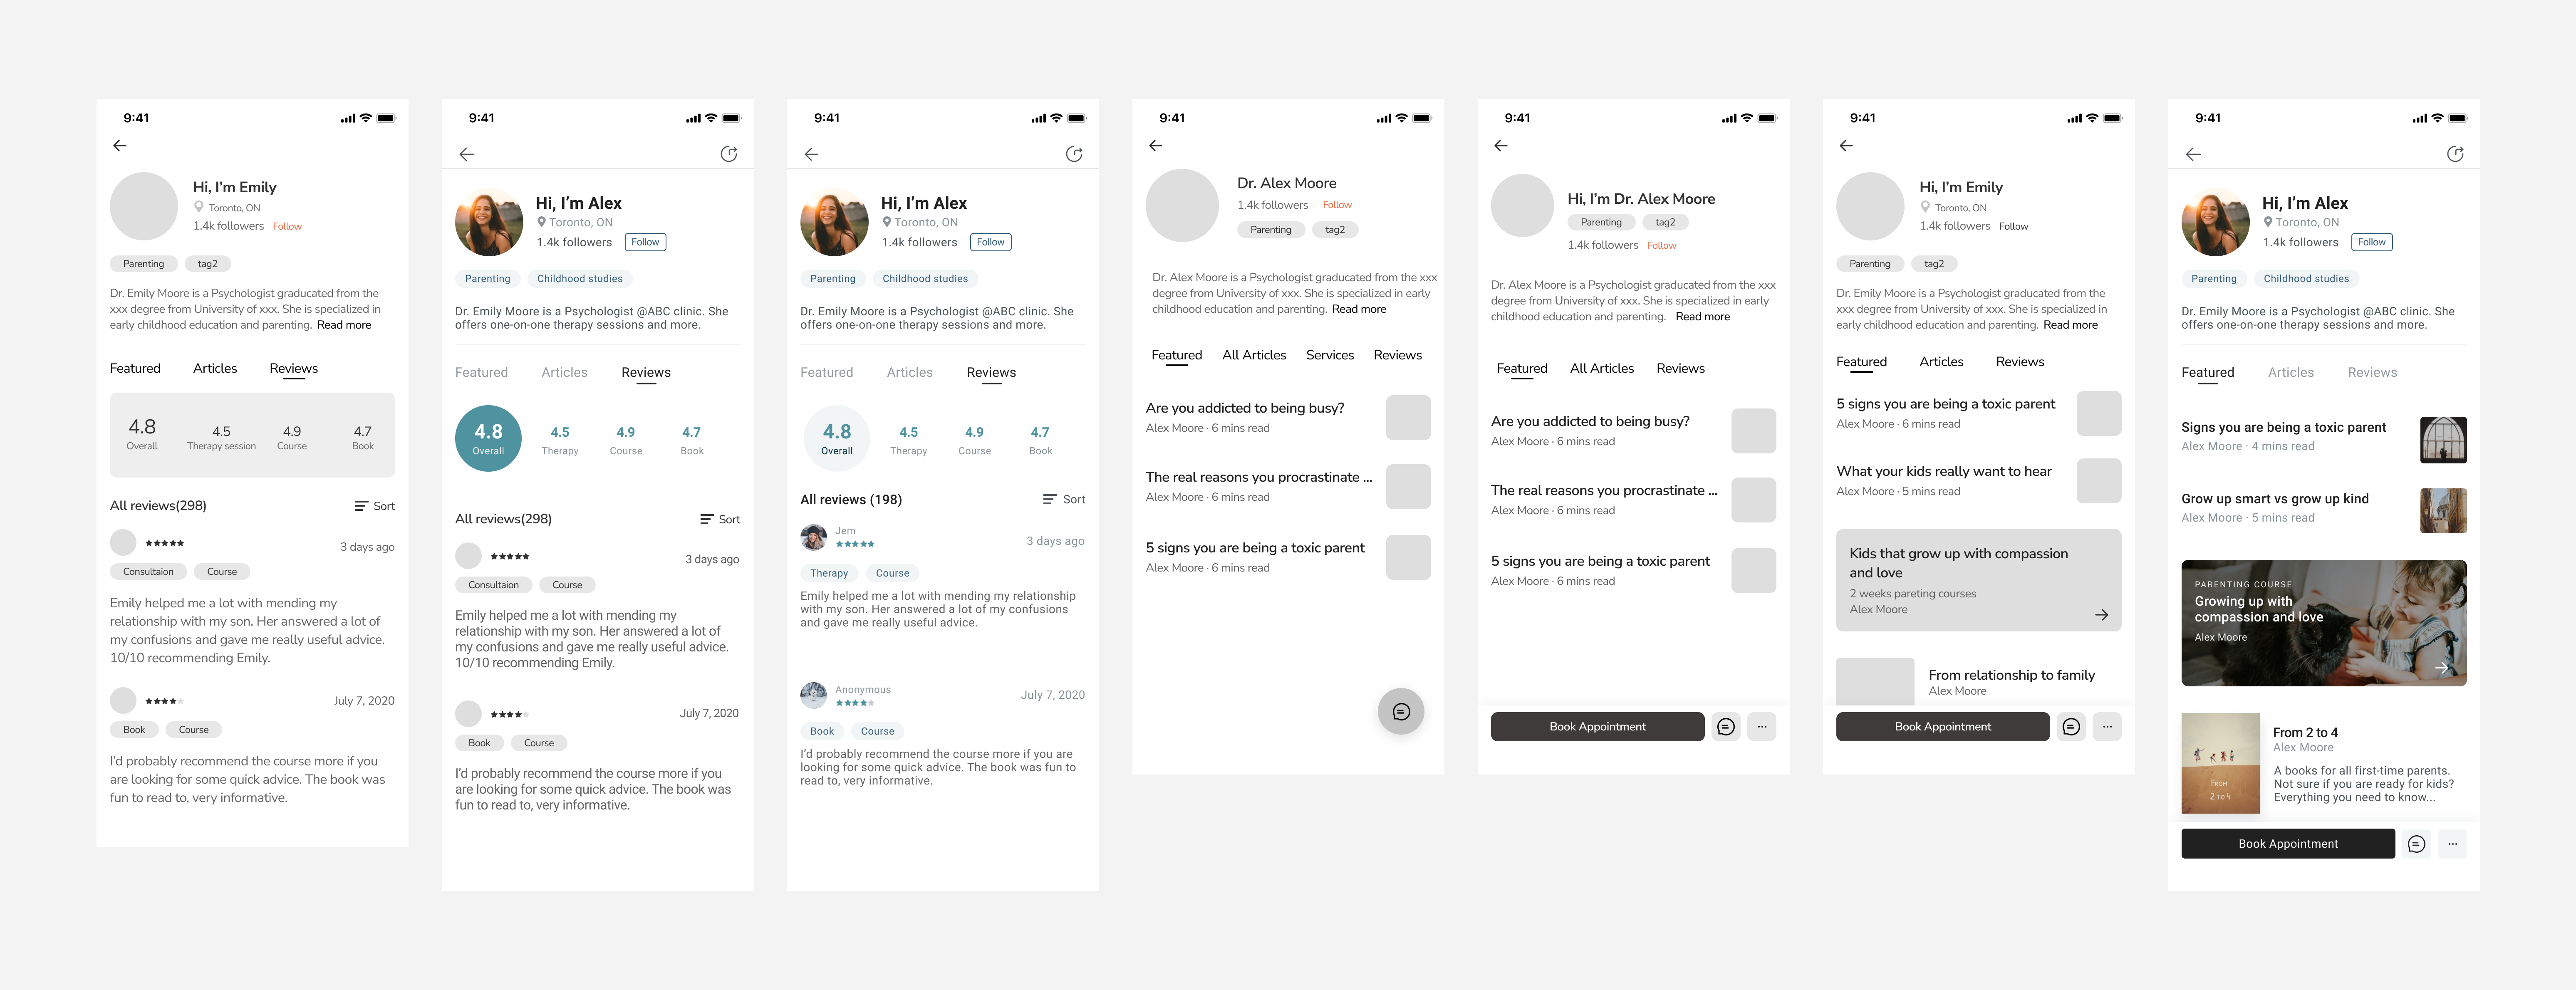 9:41
Hi, I'm Emily
Toronto, ON
1.4k followers Follow
Parenting tag2
Dr. Emily Moore is a Psychologist graducated from the
xxx degree from University of xxx. She is specialized in
early childhood education and parenting. Read more
Featured Articles Reviews
4.8 4.5 4.9 4.7
Overall Therapy session Course Book
All reviews(298) Sort
3 days ago
Consultaion Course
Emily helped me a lot with mending my
relationship with my son. Her answered a lot of
my confusions and gave me really useful advice.
10/10 recommending Emily.
July 7, 2020
Book Course
I'd probably recommend the course more if you
are looking for some quick advice. The book was
fun to read to, very informative.
9:41
Hi, I'm Alex
Toronto, ON
1.4k followers Follow
Parenting Childhood studies
Dr. Emily Moore is a Psychologist @ABC clinic. She
offers one-on-one therapy sessions and more.
Featured Articles Reviews
4.8 4.5 4.9 4.7
Overall Therapy Course Book
All reviews(298) Sort
3 days ago
Consultaion Course
Emily helped me a lot with mending my
relationship with my son. Her answered a lot of
my confusions and gave me really useful advice.
10/10 recommending Emily.
July 7, 2020
Book Course
I'd probably recommend the course more if you
are looking for some quick advice. The book was
fun to read to, very informative.
9:41
Hi, I'm Alex
Toronto, ON
1.4k followers Follow
Parenting Childhood studies
Dr. Emily Moore is a Psychologist @ABC clinic. She
offers one-on-one therapy sessions and more.
Featured Articles Reviews
4.8 4.5 4.9 4.7
Overall Therapy Course Book
All reviews (198) Sort
Jem
3 days ago
Therapy Course
Emily helped me a lot with mending my relationship
with my son. Her answered a lot of my confusions
and gave me really useful advice.
Anonymous
July 7, 2020
Book Course
I'd probably recommend the course more if you are
looking for some quick advice. The book was fun to
read to, very informative.
9:41
Dr. Alex Moore
1.4k followers Follow
Parenting tag2
Dr. Alex Moore is a Psychologist graducated from the xxx
degree from University of xxx. She is specialized in early
childhood education and parenting. Read more
Featured All Articles Services Reviews
Are you addicted to being busy?
Alex Moore · 6 mins read
The real reasons you procrastinate ...
Alex Moore · 6 mins read
5 signs you are being a toxic parent
Alex Moore · 6 mins read
9:41
Hi, I'm Dr. Alex Moore
Parenting tag2
1.4k followers Follow
Dr. Alex Moore is a Psychologist graducated from the xxx
degree from University of xxx. She is specialized in early
childhood education and parenting. Read more
Featured All Articles Reviews
Are you addicted to being busy?
Alex Moore · 6 mins read
The real reasons you procrastinate ...
Alex Moore · 6 mins read
5 signs you are being a toxic parent
Alex Moore · 6 mins read
Book Appointment
9:41
Hi, I'm Emily
Toronto, ON
1.4k followers Follow
Parenting tag2
Dr. Emily Moore is a Psychologist graducated from the
xxx degree from University of xxx. She is specialized in
early childhood education and parenting. Read more
Featured Articles Reviews
5 signs you are being a toxic parent
Alex Moore · 6 mins read
What your kids really want to hear
Alex Moore · 5 mins read
Kids that grow up with compassion
and love
2 weeks pareting courses
Alex Moore
From relationship to family
Alex Moore
Book Appointment
9:41
Hi, I'm Alex
Toronto, ON
1.4k followers Follow
Parenting Childhood studies
Dr. Emily Moore is a Psychologist @ABC clinic. She
offers one-on-one therapy sessions and more.
Featured Articles Reviews
Signs you are being a toxic parent
Alex Moore · 4 mins read
Grow up smart vs grow up kind
Alex Moore · 5 mins read
PARENTING COURSE
Growing up with
compassion and love
Alex Moore
From
2 to 4
From 2 to 4
Alex Moore
A books for all first-time parents.
Not sure if you are ready for kids?
Everything you need to know...
Book Appointment